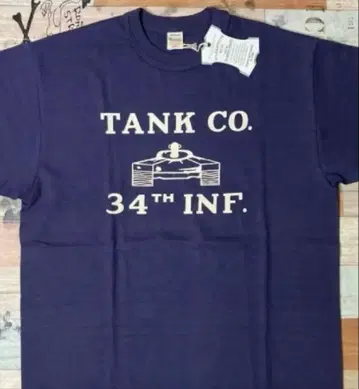 TANK CO.
34TH INF.